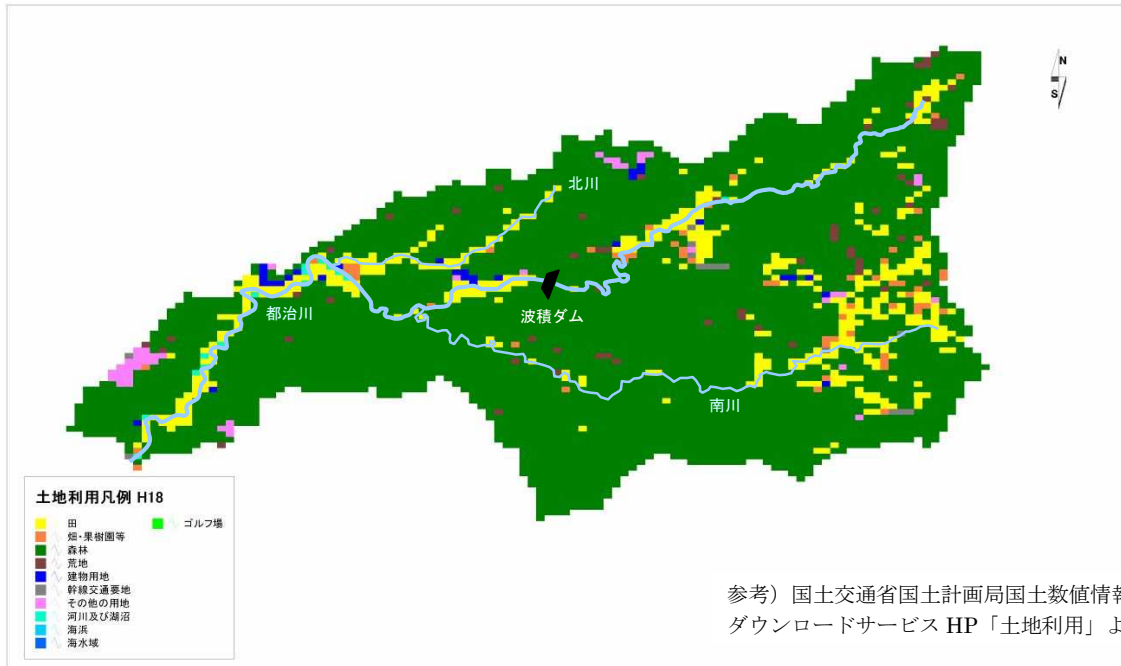 N
S
北川
都治川
波積ダム
南川
土地利用凡例 H18
田
ゴルフ場
畑・果樹園等
森林
荒地
建物用地
幹線交通要地
その他の用地
河川及び湖沼
海浜
海水域
参考）国土交通省国土計画局国土数値情報
ダウンロードサービス HP「土地利用」よ